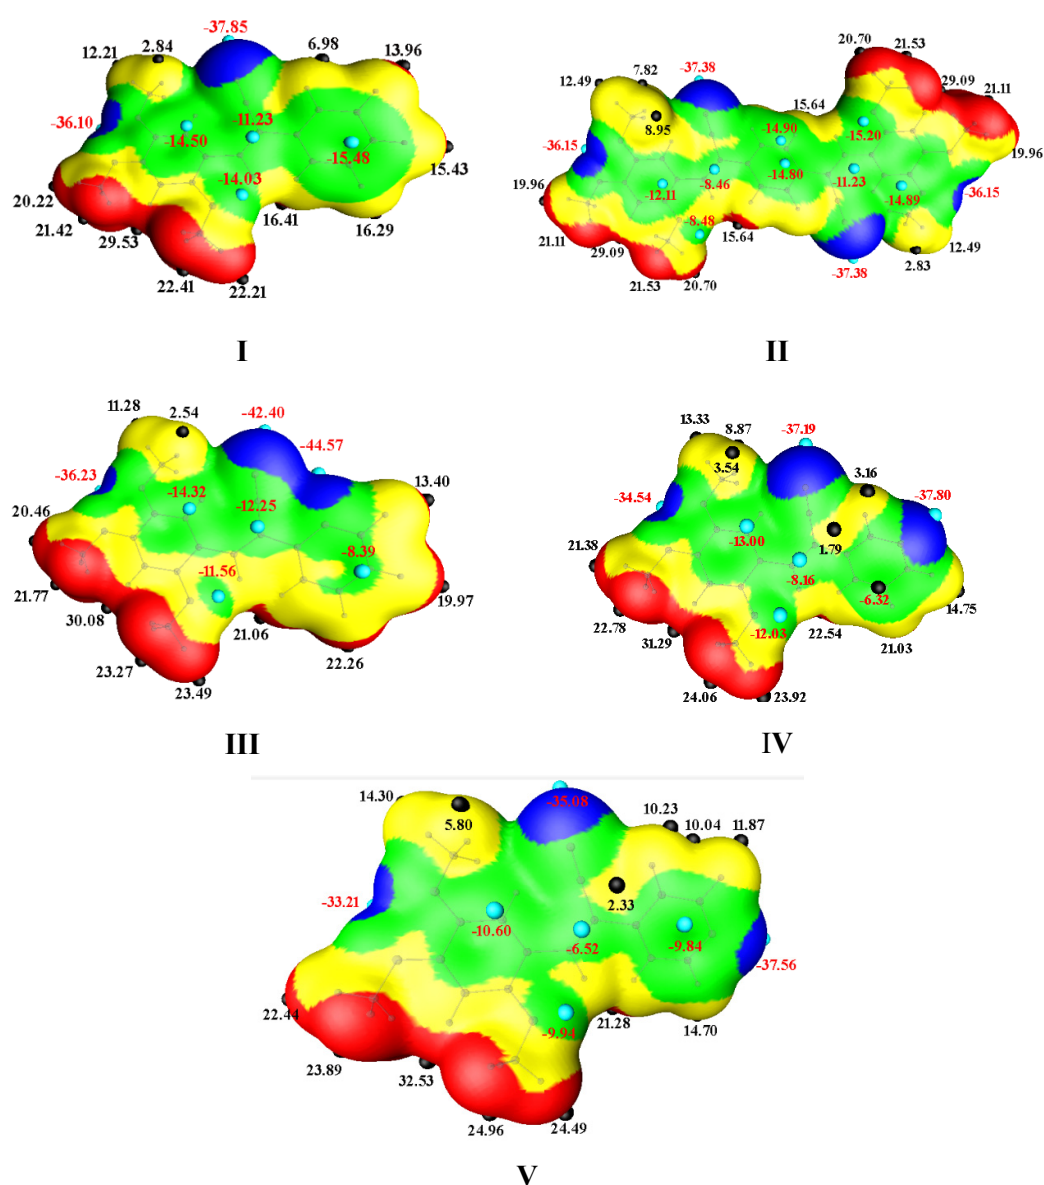 -37.85
12.21 2.84 6.98 13.96
-36.10 -14.50 -11.23 -15.48 15.43
-14.03
20.22 16.41 16.29
21.42 29.53
22.41 22.21
I
20.70 21.53
12.49 7.82 -37.38 29.09 21.11
8.95 15.64 -15.20
-36.15 -14.90 19.96
-12.11 -8.46 -14.80 -11.23 -14.89 -36.15
19.96 -8.48
21.11 15.64 12.49
29.09 2.83
21.53 20.70 -37.38
II
11.28 2.54 -42.40
-44.57
-36.23 -14.32 -12.25 13.40
20.46 -8.39
-11.56
21.77 19.97
30.08 21.06
23.27 22.26
23.49
III
13.33 8.87 -37.19
3.54 3.16
-34.54 -37.80
-13.00 1.79
21.38 -8.16 -6.32
14.75
22.78 -12.03 22.54
31.29 21.03
24.06 23.92
IV
14.30 5.80 -35.08 10.23 10.04 11.87
2.33
-33.21 -10.60 -6.52 -9.84
-37.56
22.44 -9.94 21.28 14.70
23.89 32.53
24.96 24.49
V